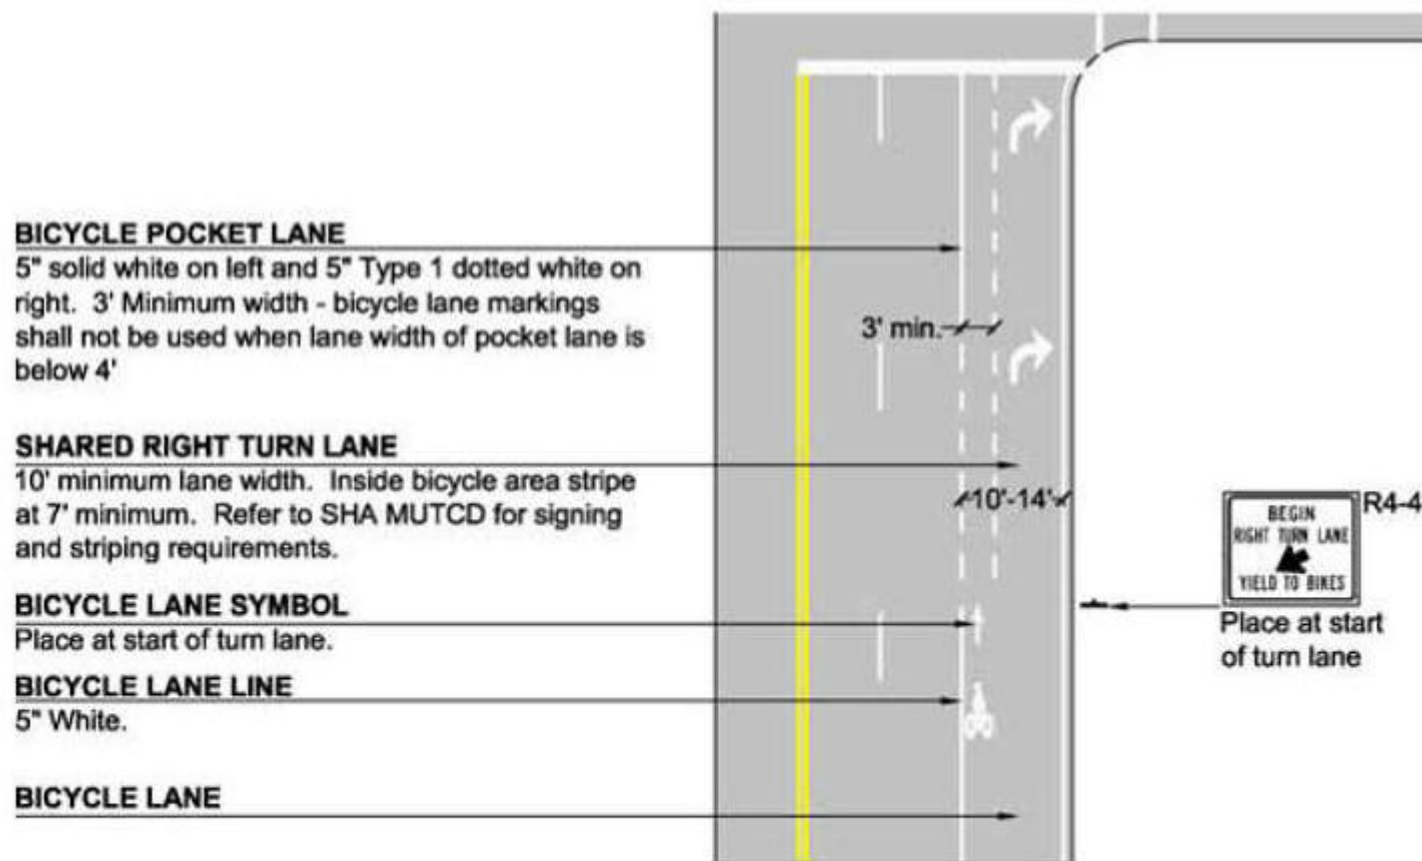 BICYCLE POCKET LANE
5" solid white on left and 5" Type 1 dotted white on
right. 3' Minimum width - bicycle lane markings
shall not be used when lane width of pocket lane is
below 4'
3' min.
SHARED RIGHT TURN LANE
10' minimum lane width. Inside bicycle area stripe
at 7' minimum. Refer to SHA MUTCD for signing
and striping requirements.
10'-14'
BEGIN
RIGHT TURN LANE
YIELD TO BIKES
R4-4
Place at start
of turn lane
BICYCLE LANE SYMBOL
Place at start of turn lane.
BICYCLE LANE LINE
5" White.
BICYCLE LANE